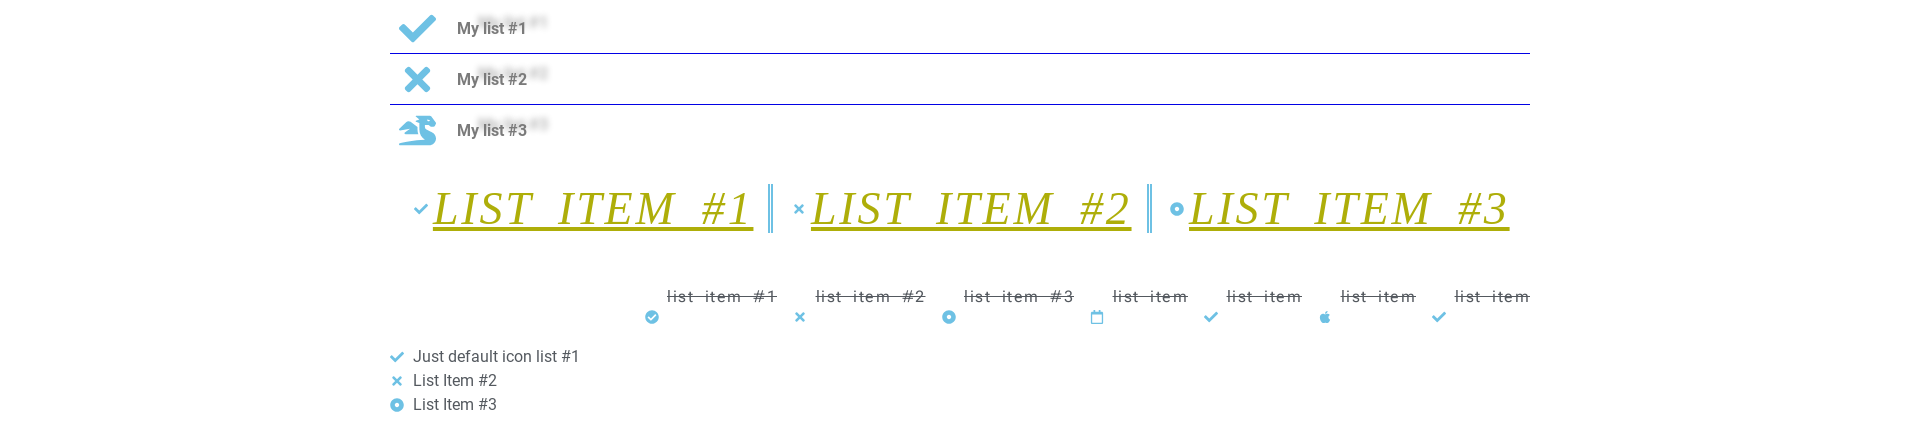 My list #1
My list #2
My list #3
LIST ITEM #1 LIST ITEM #2 LIST ITEM #3
list item #1 list item #2 list item #3 list item list item list item list item
Just default icon list #1
List Item #2
List Item #3